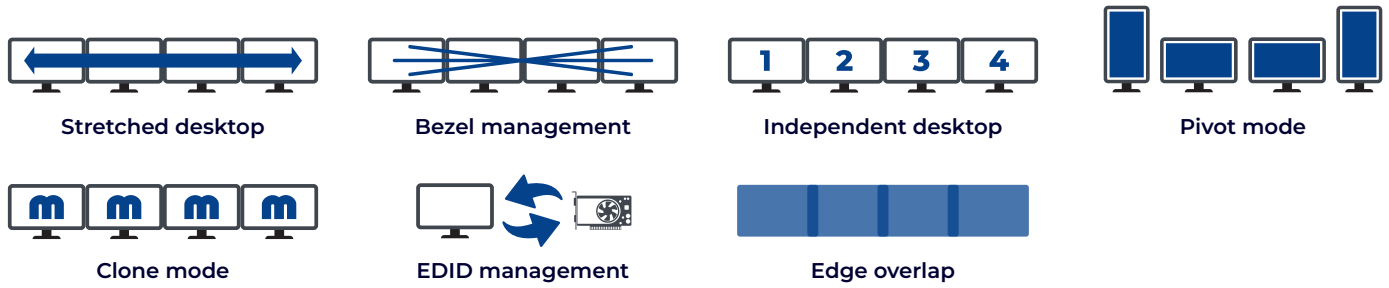 Stretched desktop
Bezel management
1 2 3 4
Independent desktop
Pivot mode
m m m m
Clone mode
EDID management
Edge overlap